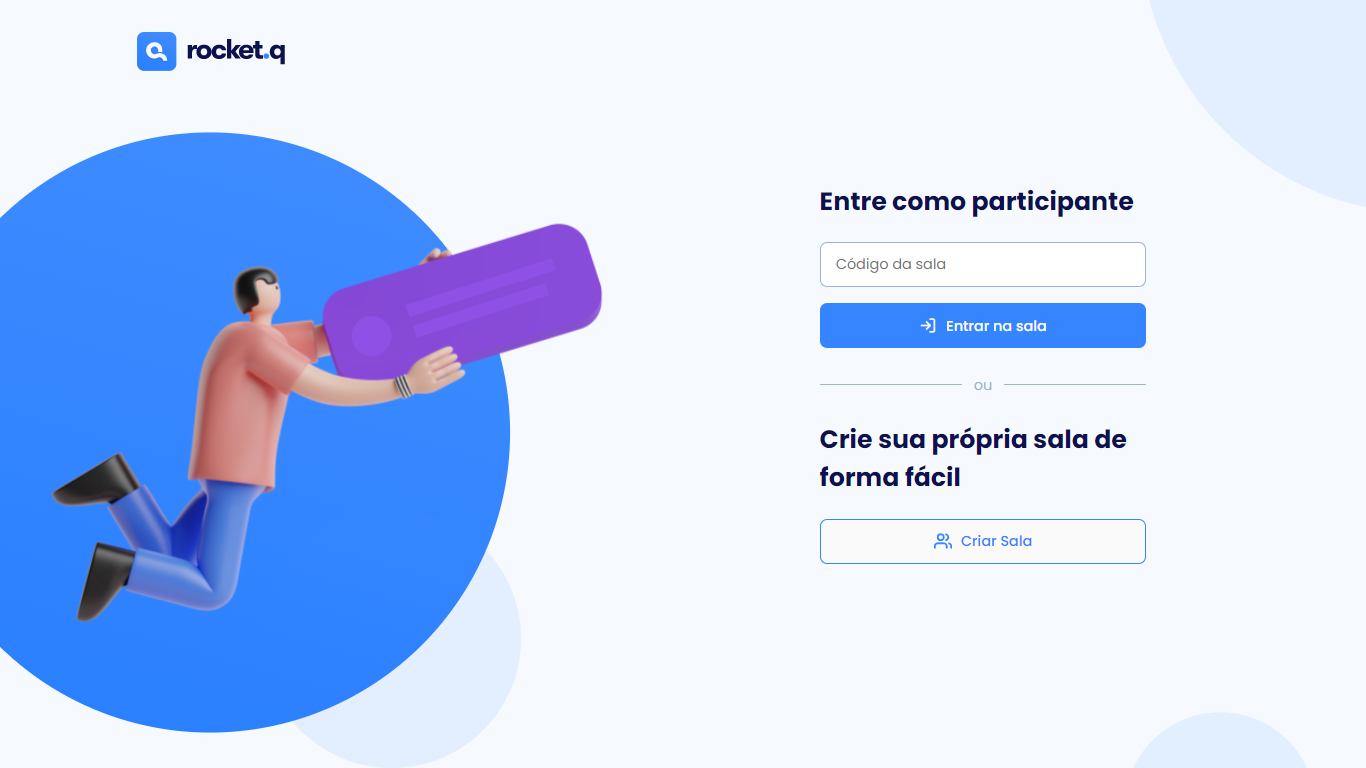 rocket.q
Entre como participante
Código da sala
Entrar na sala
ou
Crie sua própria sala de
forma fácil
Criar Sala